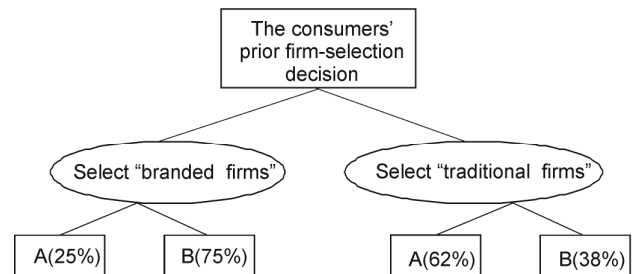 The consumers’
prior firm-selection
decision
Select “branded firms”
Select “traditional firms”
A(25%)
B(75%)
A(62%)
B(38%)